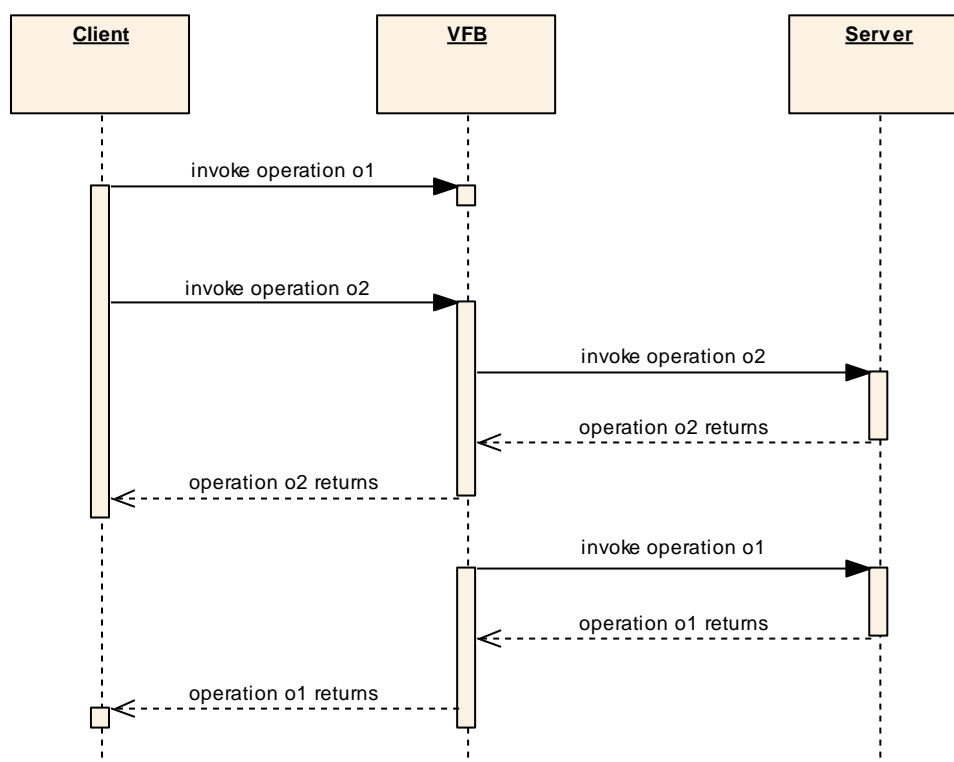 Client
VFB
Server
invoke operation o1
invoke operation o2
invoke operation o2
operation o2 returns
operation o2 returns
invoke operation o1
operation o1 returns
operation o1 returns